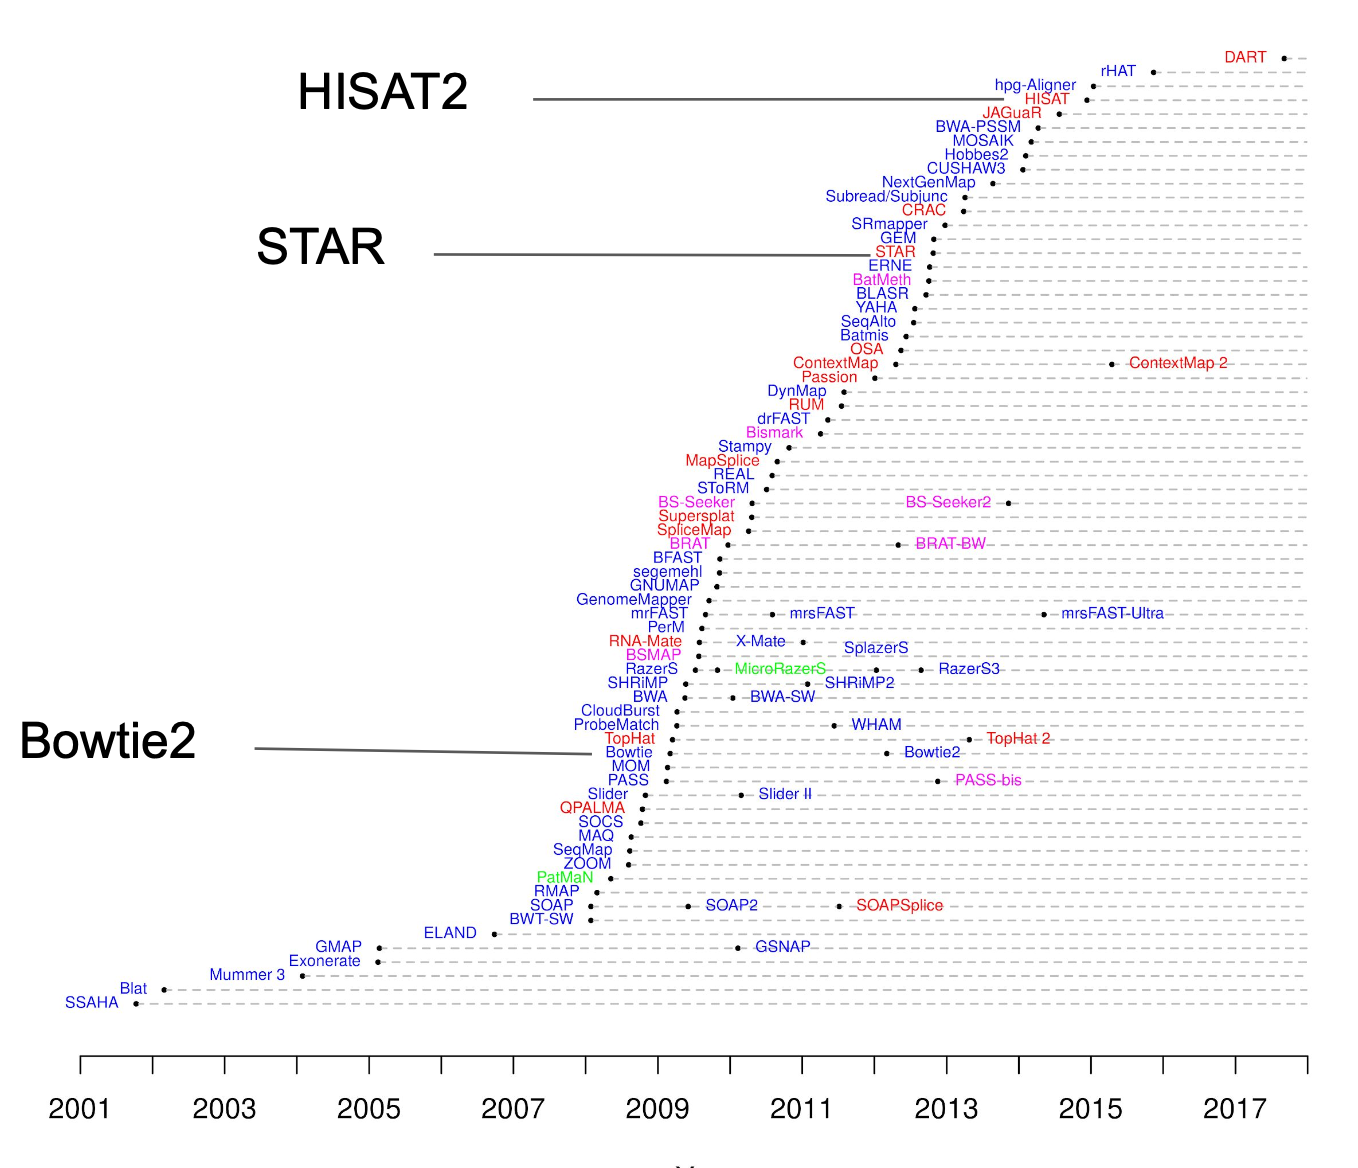 DART
rHAT
hpg-Aligner
HISAT2
HISAT
JAGuaR
BWA-PSSM
MOSAIK
Hobbes2
CUSHAW3
NextGenMap
Subread/Subjunc
CRAC
SRmapper
GEM
STAR
STAR
ERNE
BatMeth
BLASR
YAHA
SeqAlto
Batmis
OSA
ContextMap ContextMap 2
Passion
DynMap
RUM
drFAST
Bismark
Stampy
MapSplice
REAL
SToRM
BS-Seeker BS-Seeker2
Supersplat
SpliceMap
BRAT BRAT-BW
BFAST
segemehl
GNUMAP
GenomeMapper
mrFAST mrsFAST mrsFAST-Ultra
PerM
RNA-Mate X-Mate
SplazerS
BSMAP
RazerS MicroRazerS RazerS3
SHRiMP SHRiMP2
BWA BWA-SW
CloudBurst
ProbeMatch WHAM
TopHat TopHat 2
Bowtie2
Bowtie Bowtie2
MOM
PASS PASS-bis
Slider Slider II
QPALMA
SOCS
MAQ
SeqMap
ZOOM
PatMaN
RMAP
SOAP SOAP2 SOAPSplice
BWT-SW
ELAND
GMAP GSNAP
Exonerate
Mummer 3
Blat
SSAHA
2001 2003 2005 2007 2009 2011 2013 2015 2017